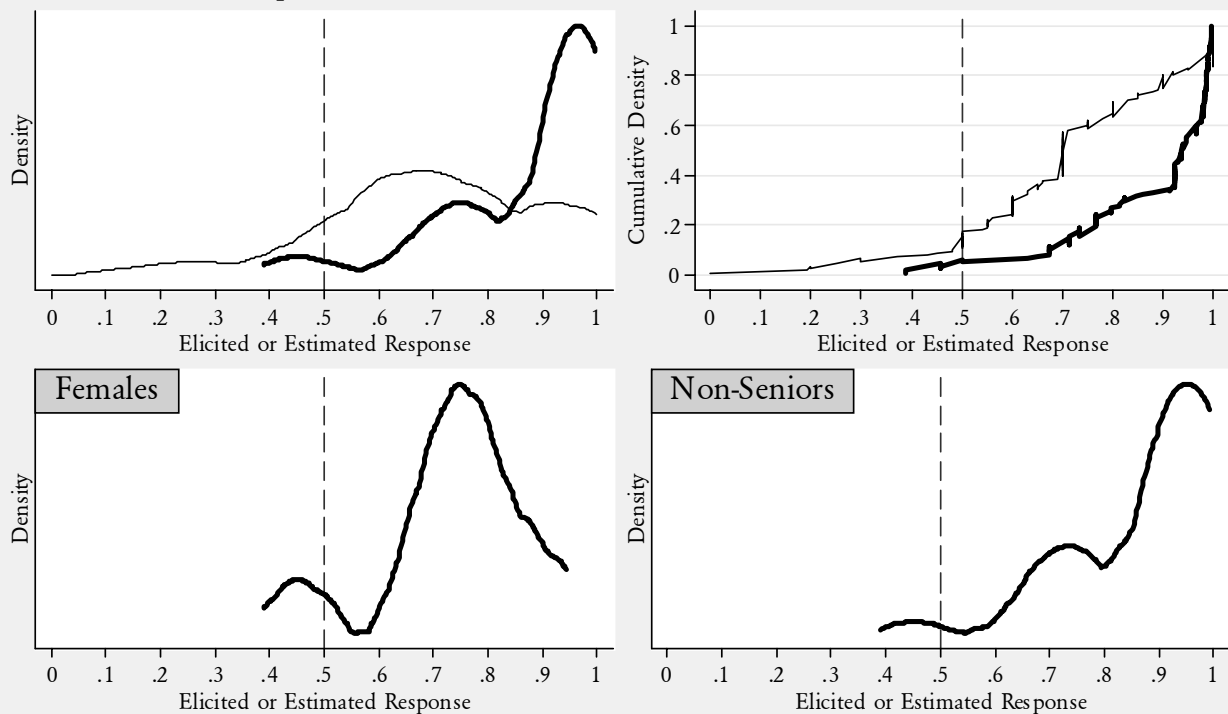 Density
0 .1 .2 .3 .4 .5 .6 .7 .8 .9 1
Elicited or Estimated Response
Cumulative Density
1
.8
.6
.4
.2
0
0 .1 .2 .3 .4 .5 .6 .7 .8 .9 1
Elicited or Estimated Response
Females
Density
0 .1 .2 .3 .4 .5 .6 .7 .8 .9 1
Elicited or Estimated Response
Non-Seniors
Density
0 .1 .2 .3 .4 .5 .6 .7 .8 .9 1
Elicited or Estimated Response